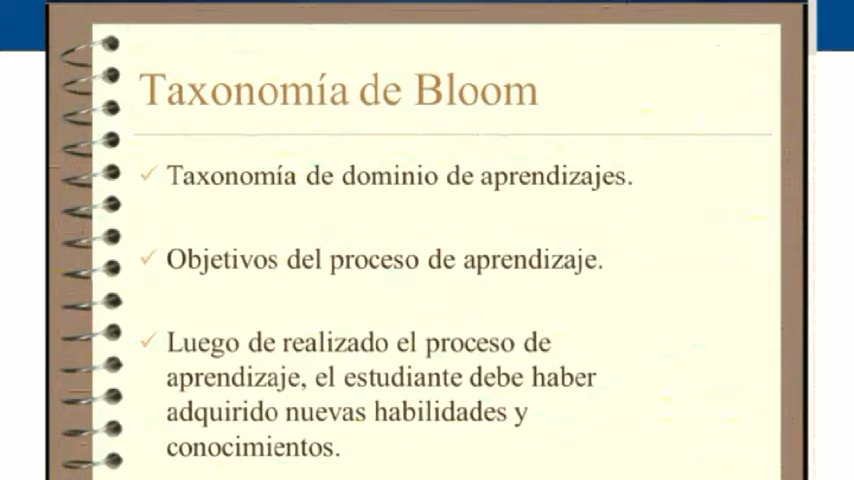 Taxonomía de Bloom
Taxonomía de dominio de aprendizajes.
Objetivos del proceso de aprendizaje.
Luego de realizado el proceso de
aprendizaje, el estudiante debe haber
adquirido nuevas habilidades y
conocimientos.